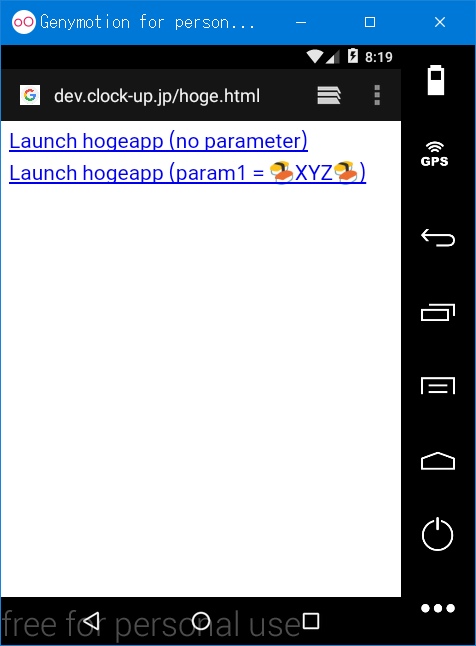 Genymotion for person...
8:19
dev.clock-up.jp/hoge.html
Launch hogeapp (no parameter)
Launch hogeapp (param1 = 🍣XYZ🍣)
GPS
free for personal use